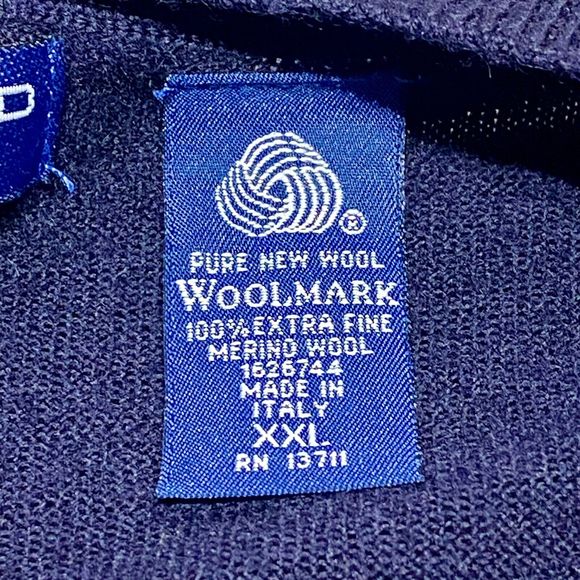 D
®
PURE NEW WOOL
WOOLMARK
100% EXTRA FINE
MERINO WOOL
1626744
MADE IN
ITALY
XXL
RN 13711